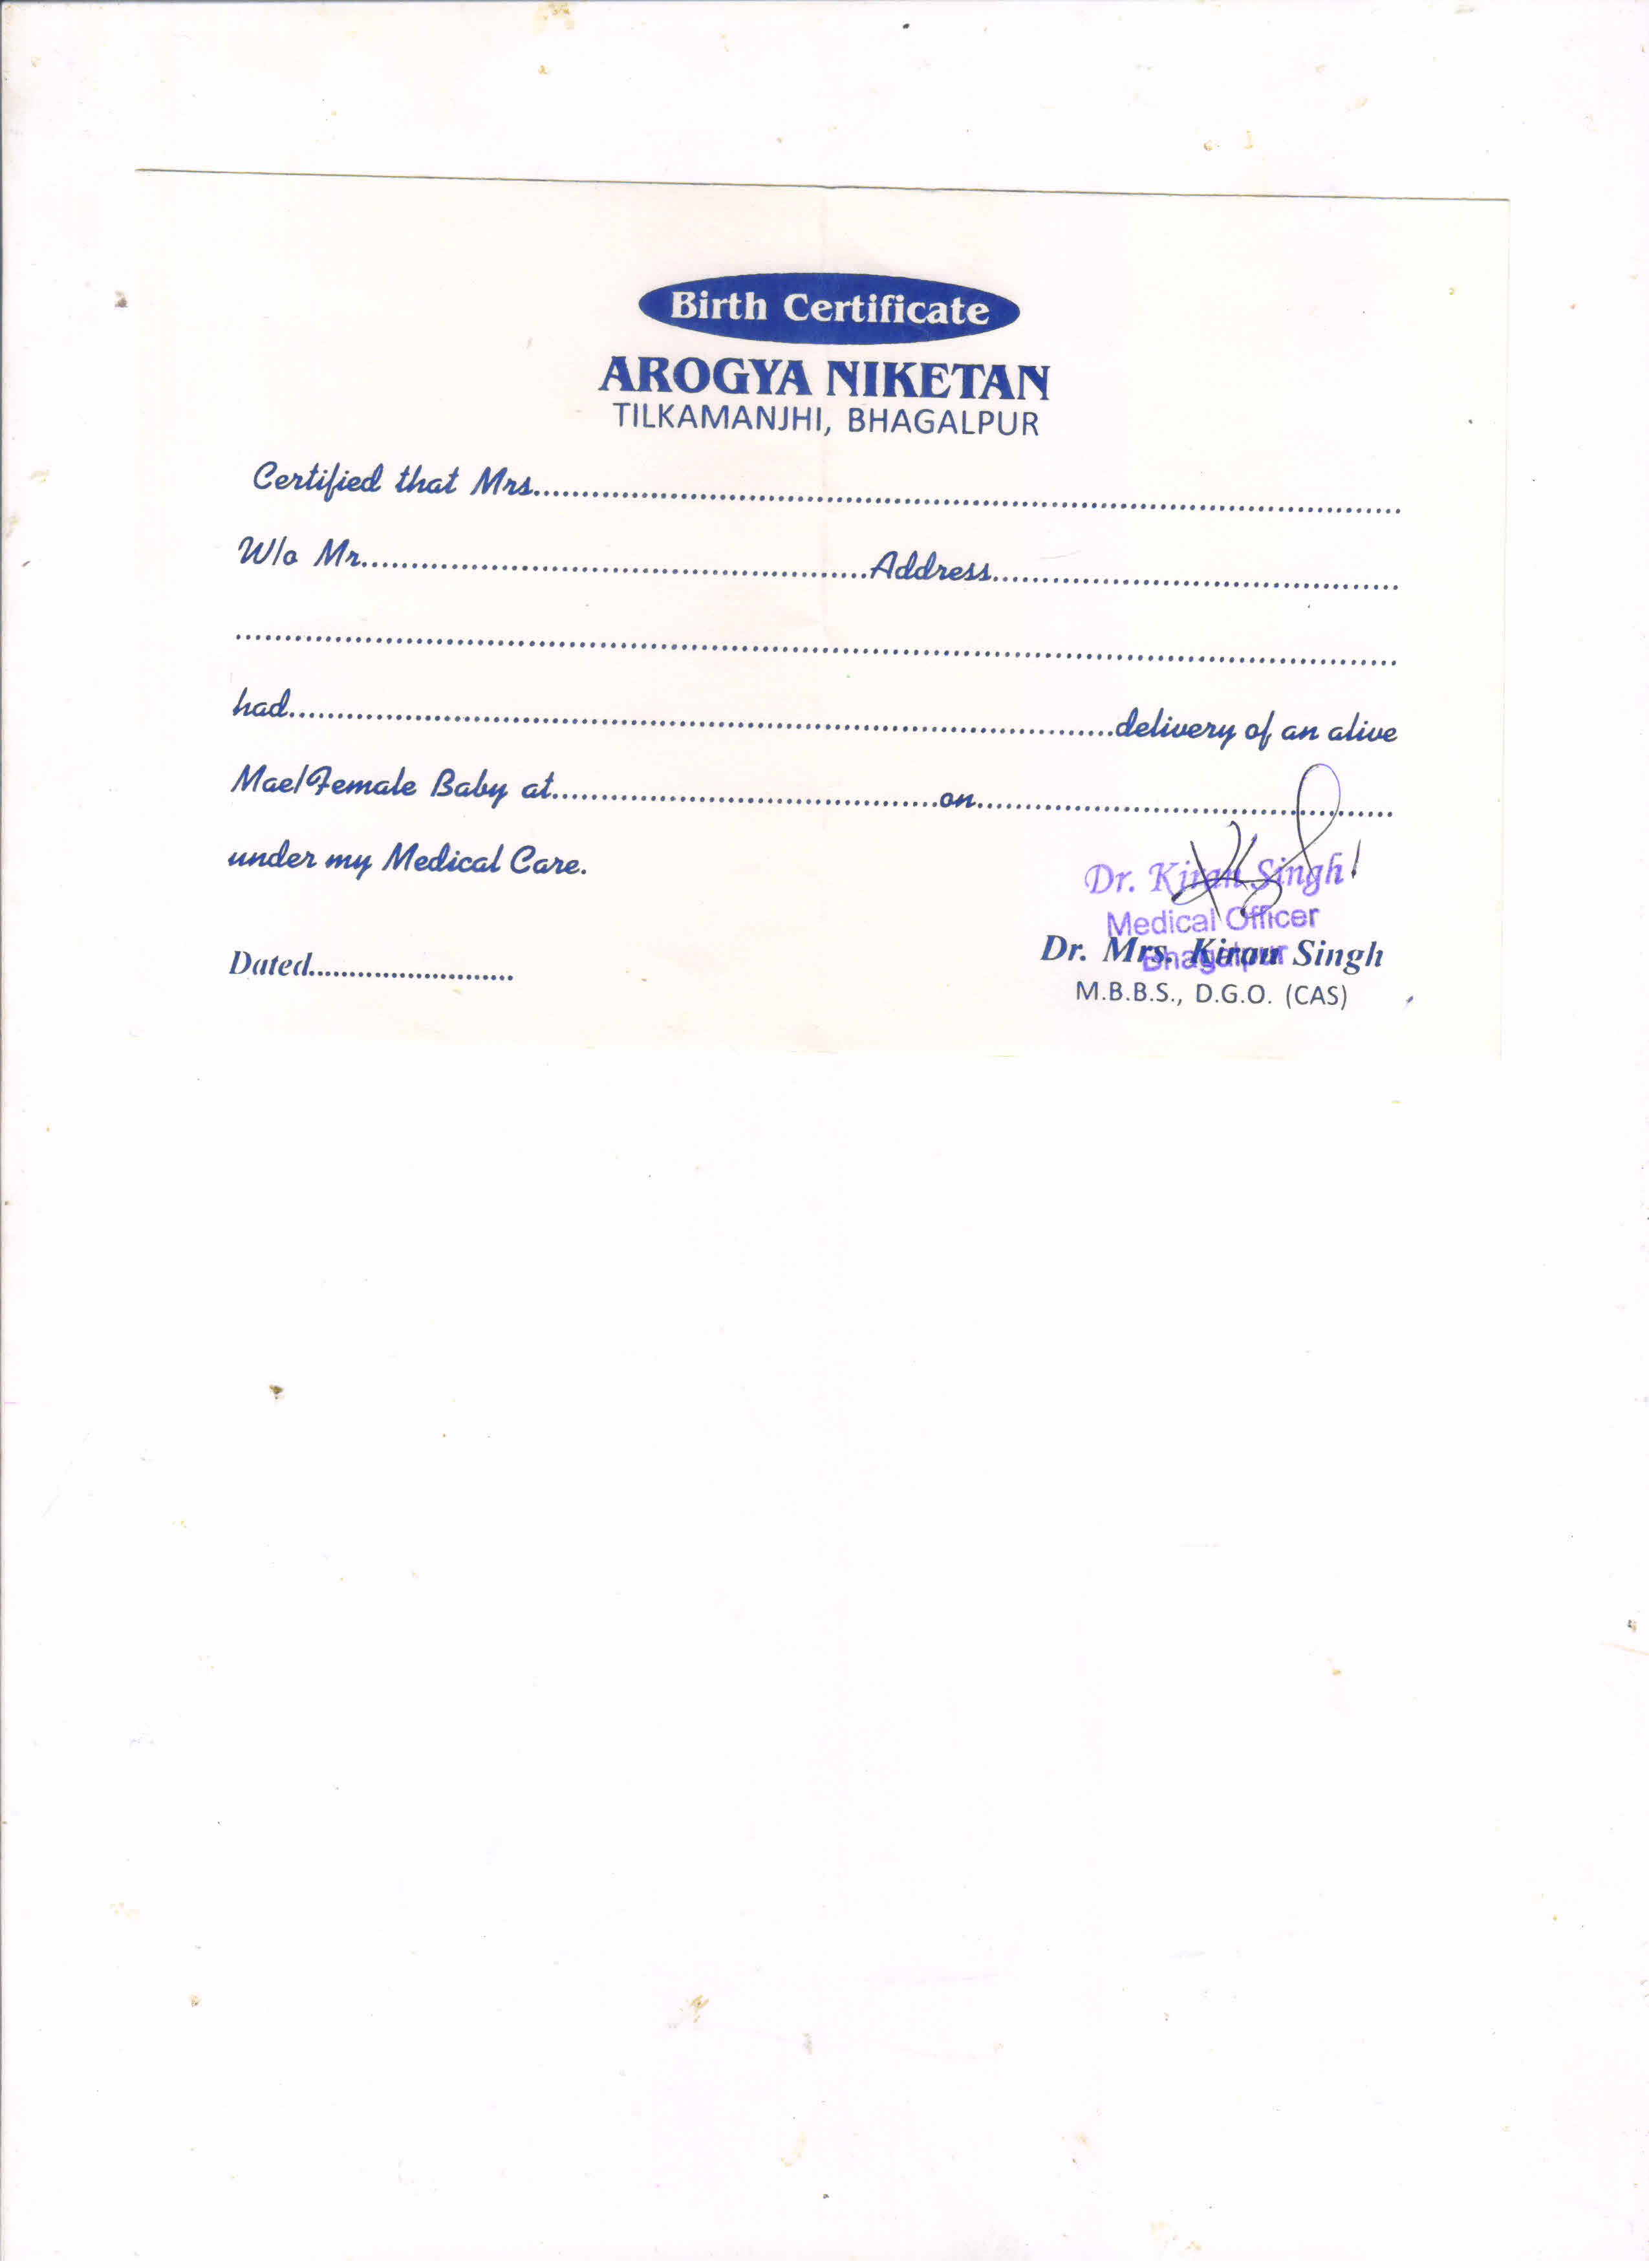 Birth Certificate
AROGYA NIKETAN
TILKAMANJHI, BHAGALPUR
Certified that Mrs..........................................................................................................
W/o Mr.............................................................Address.................................................
............................................................................................................................................
had....................................................................................................delivery of an alive
Mael/Female Baby at...............................................on...................................................
under my Medical Care.
Dr. Kiran Singh
Medical Officer
Bhagalpur
Dated.........................
Dr. Mrs. Kiran Singh
M.B.B.S., D.G.O. (CAS)